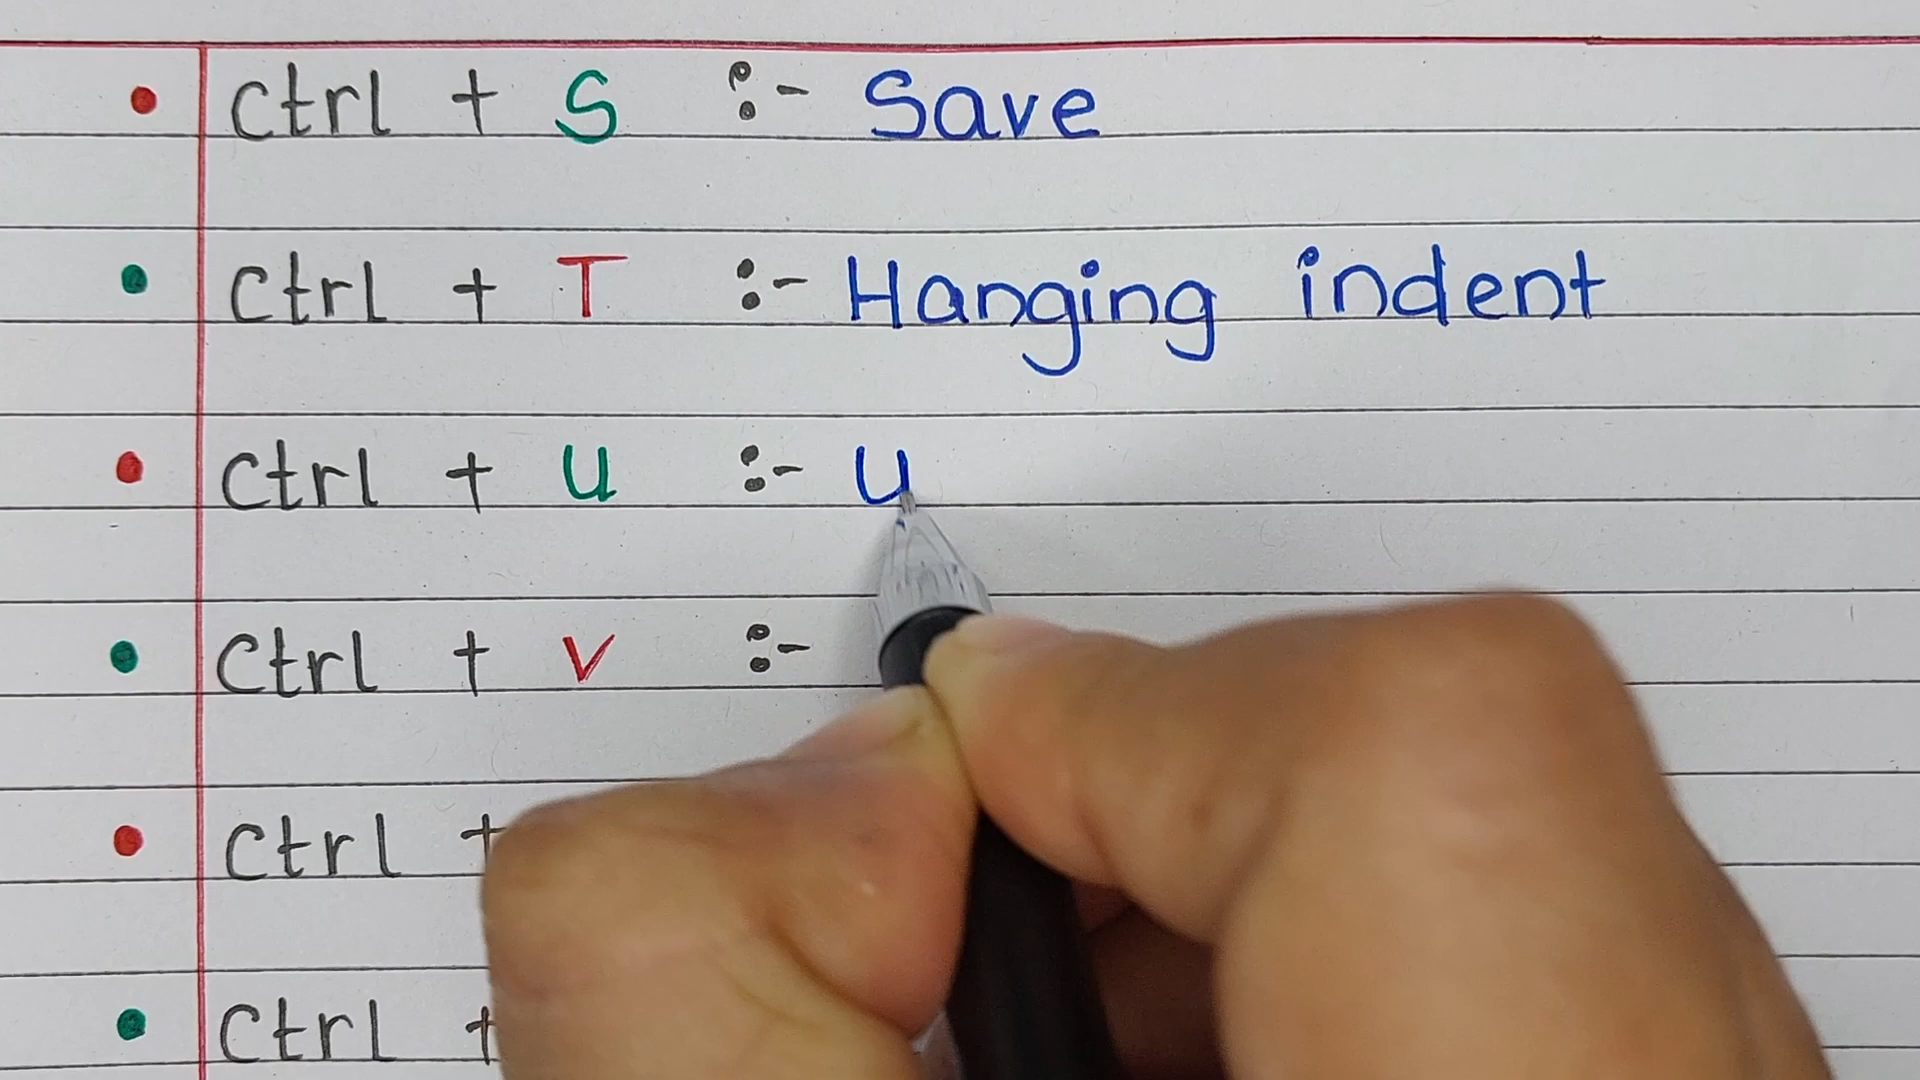 Ctrl + S :- Save
Ctrl + T :- Hanging indent
Ctrl + U :- U
Ctrl + V :-
Ctrl +
Ctrl +